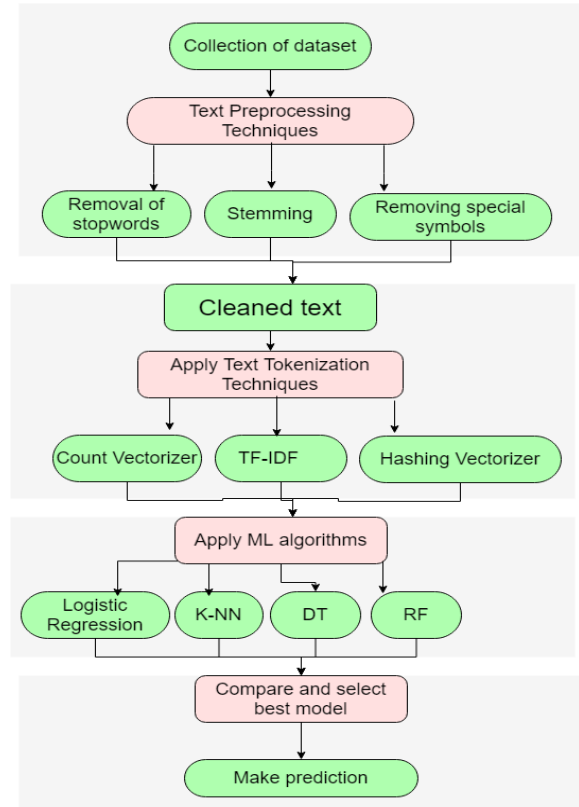 Collection of dataset
Text Preprocessing
Techniques
Removal of
stopwords
Stemming
Removing special
symbols
Cleaned text
Apply Text Tokenization
Techniques
Count Vectorizer
TF-IDF
Hashing Vectorizer
Apply ML algorithms
Logistic
Regression
K-NN
DT
RF
Compare and select
best model
Make prediction